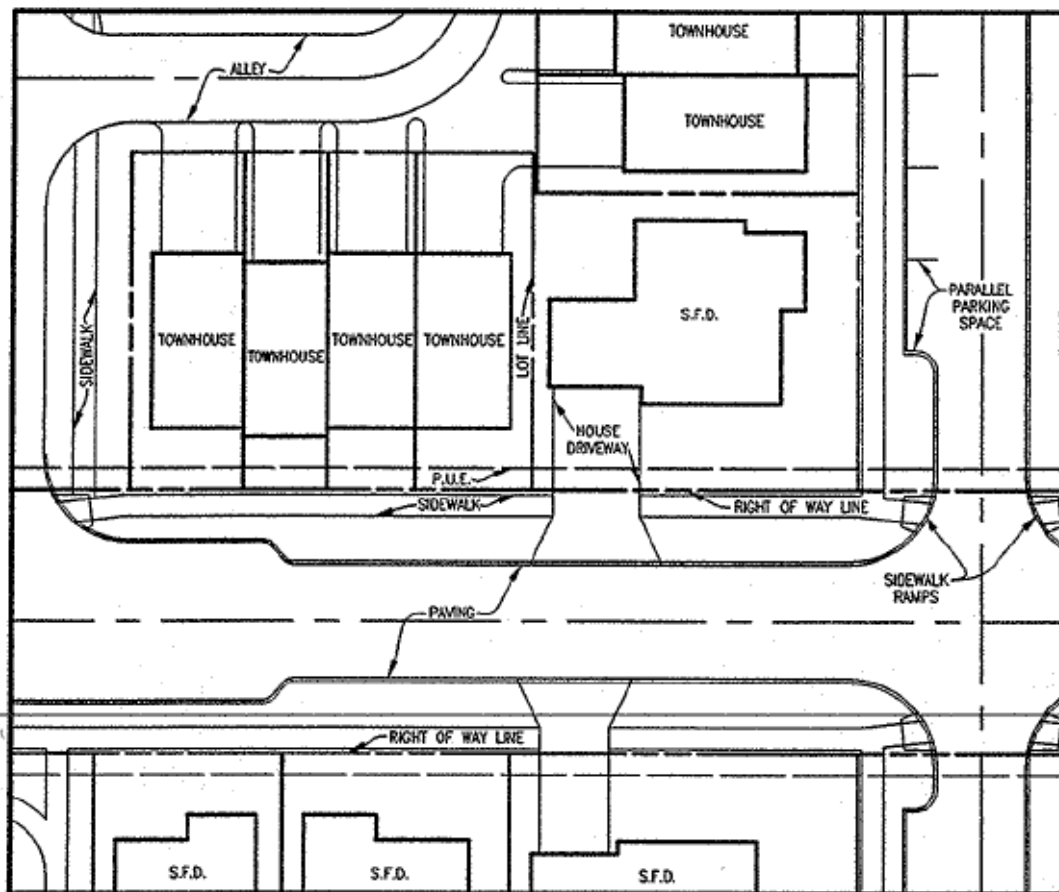 TOWNHOUSE
ALLEY
TOWNHOUSE
PARALLEL
PARKING
SPACE
S.F.D.
SIDEWALK
TOWNHOUSE
TOWNHOUSE
TOWNHOUSE
TOWNHOUSE
LOT LINE
HOUSE
DRIVEWAY
P.U.E.
SIDEWALK
RIGHT OF WAY LINE
SIDEWALK
RAMPS
PAVING
RIGHT OF WAY LINE
S.F.D.
S.F.D.
S.F.D.